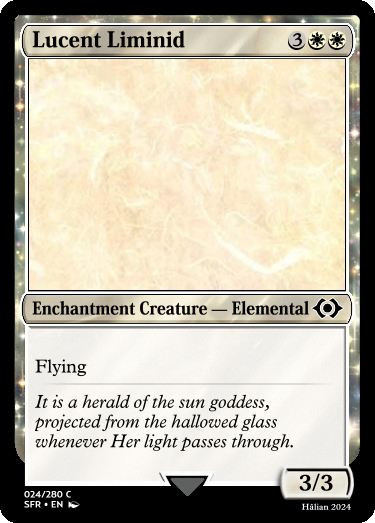 Lucent Liminid 3
Enchantment Creature — Elemental
Flying
It is a herald of the sun goddess,
projected from the hallowed glass
whenever Her light passes through.
3/3
024/280 C
SFR • EN
Hālian 2024